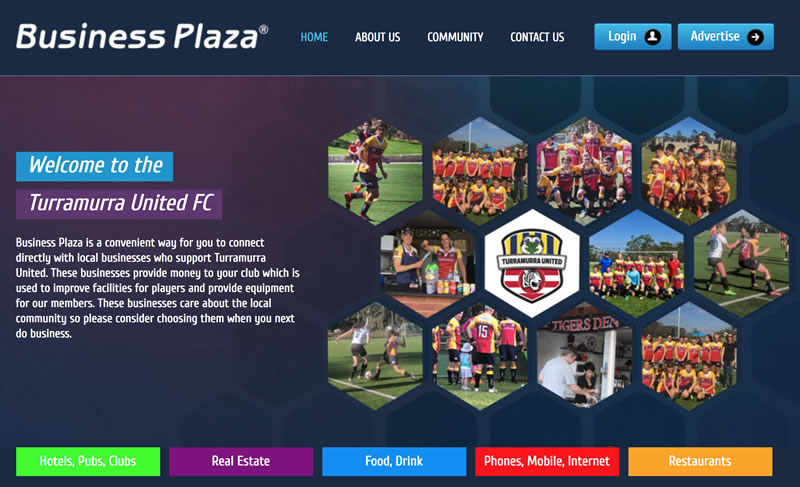 Business Plaza®
HOME
ABOUT US
COMMUNITY
CONTACT US
Login
Advertise
Welcome to the
Turramurra United FC
Business Plaza is a convenient way for you to connect
directly with local businesses who support Turramurra
United. These businesses provide money to your club which is
used to improve facilities for players and provide equipment
for our members. These businesses care about the local
community so please consider choosing them when you next
do business.
TURRAMURRA UNITED
15
TIGERS DEN
Hotels, Pubs, Clubs
Real Estate
Food, Drink
Phones, Mobile, Internet
Restaurants